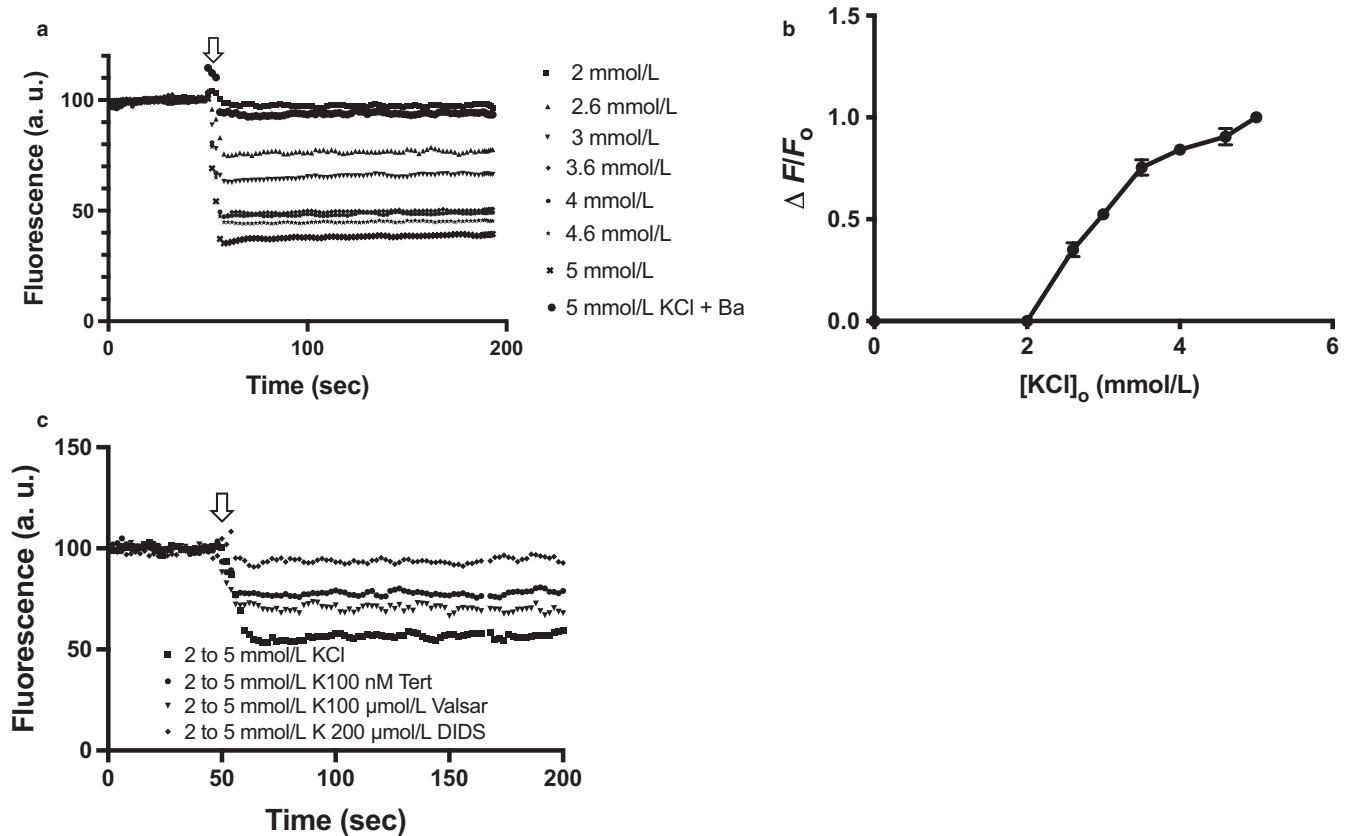 a
Fluorescence (a. u.)
100
50
0
0
100
200
Time (sec)
2 mmol/L
2.6 mmol/L
3 mmol/L
3.6 mmol/L
4 mmol/L
4.6 mmol/L
5 mmol/L
5 mmol/L KCl + Ba
b
Δ F/Fo
1.5
1.0
0.5
0.0
0
2
4
6
[KCl]o (mmol/L)
c
Fluorescence (a. u.)
150
100
50
0
2 to 5 mmol/L KCl
2 to 5 mmol/L K100 nM Tert
2 to 5 mmol/L K100 µmol/L Valsar
2 to 5 mmol/L K 200 µmol/L DIDS
0
50
100
150
200
Time (sec)